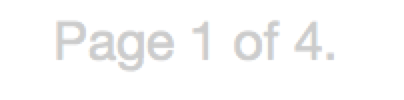 Page 1 of 4.